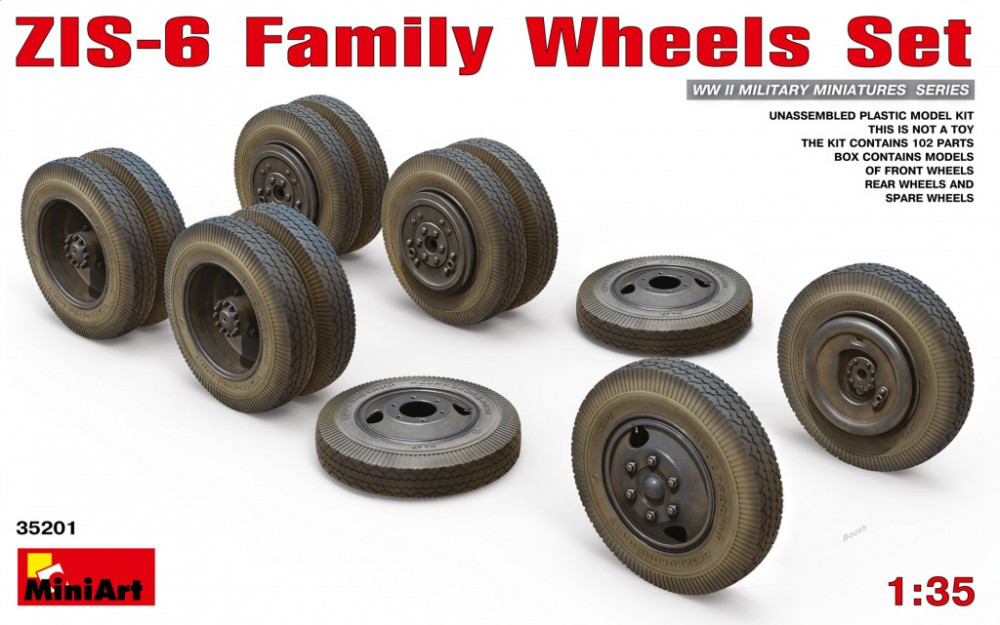 ZIS-6 Family Wheels Set
WW II MILITARY MINIATURES SERIES
UNASSEMBLED PLASTIC MODEL KIT
THIS IS NOT A TOY
THE KIT CONTAINS 102 PARTS
BOX CONTAINS MODELS
OF FRONT WHEELS
REAR WHEELS AND
SPARE WHEELS
35201
MiniArt
Booth
1:35